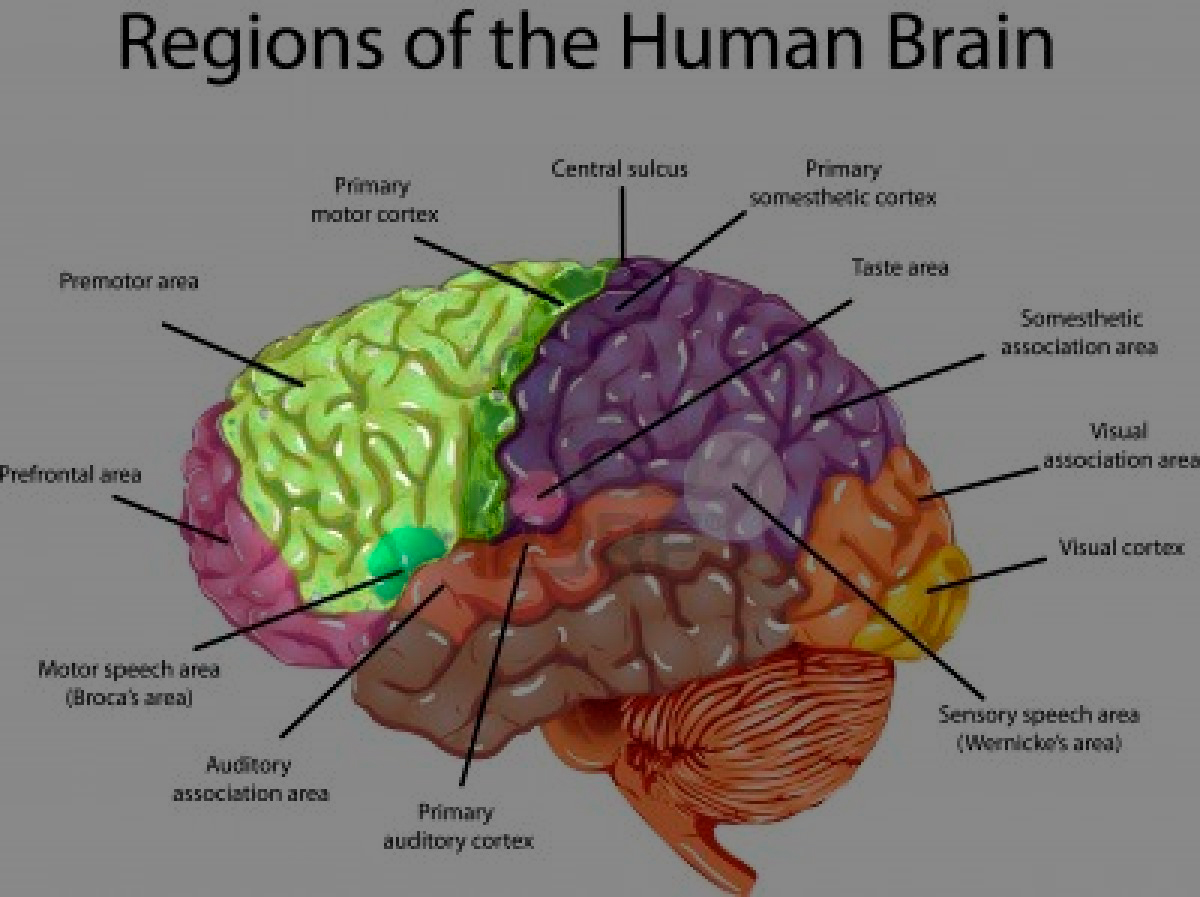 Regions of the Human Brain
Central sulcus
Primary
somesthetic cortex
Primary
motor cortex
Taste area
Premotor area
Somesthetic
association area
Visual
association area
Prefrontal area
Visual cortex
Motor speech area
(Broca's area)
Sensory speech area
(Wernicke's area)
Auditory
association area
Primary
auditory cortex